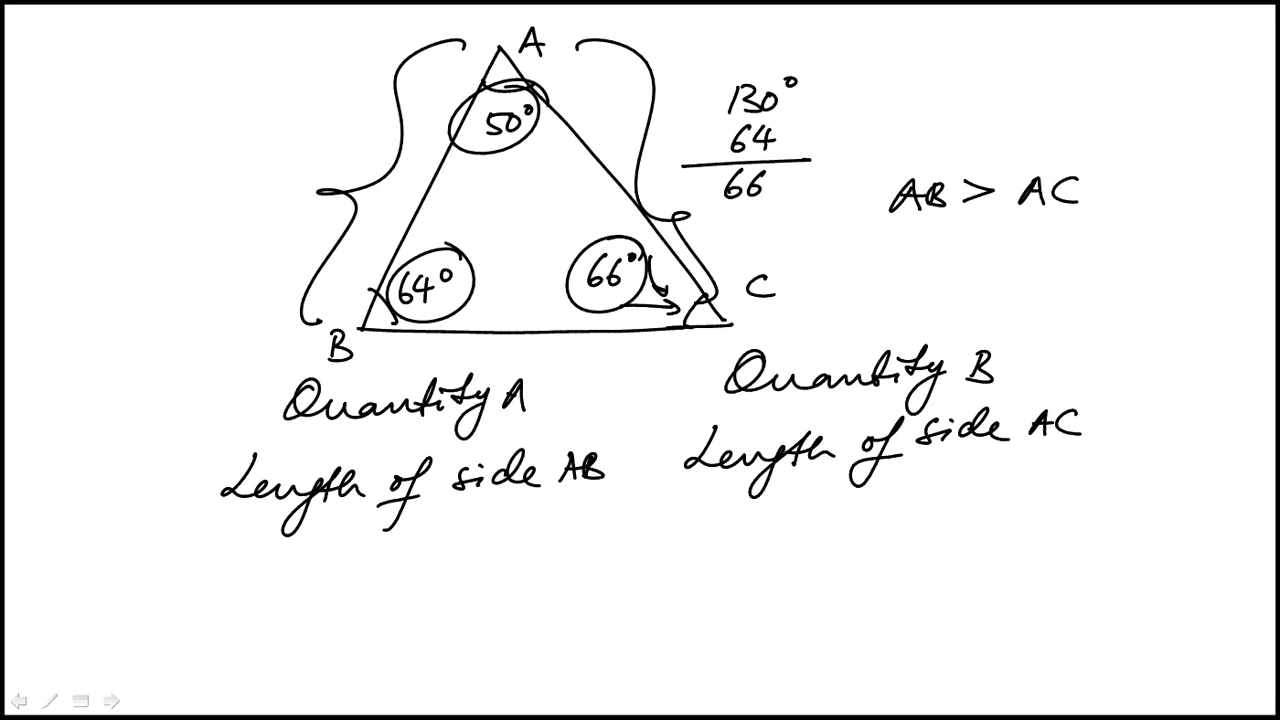 A
50°
130°
64
66
AB > AC
64°
66°
C
B
Quantity A
Quantity B
Length of side AB
Length of side AC